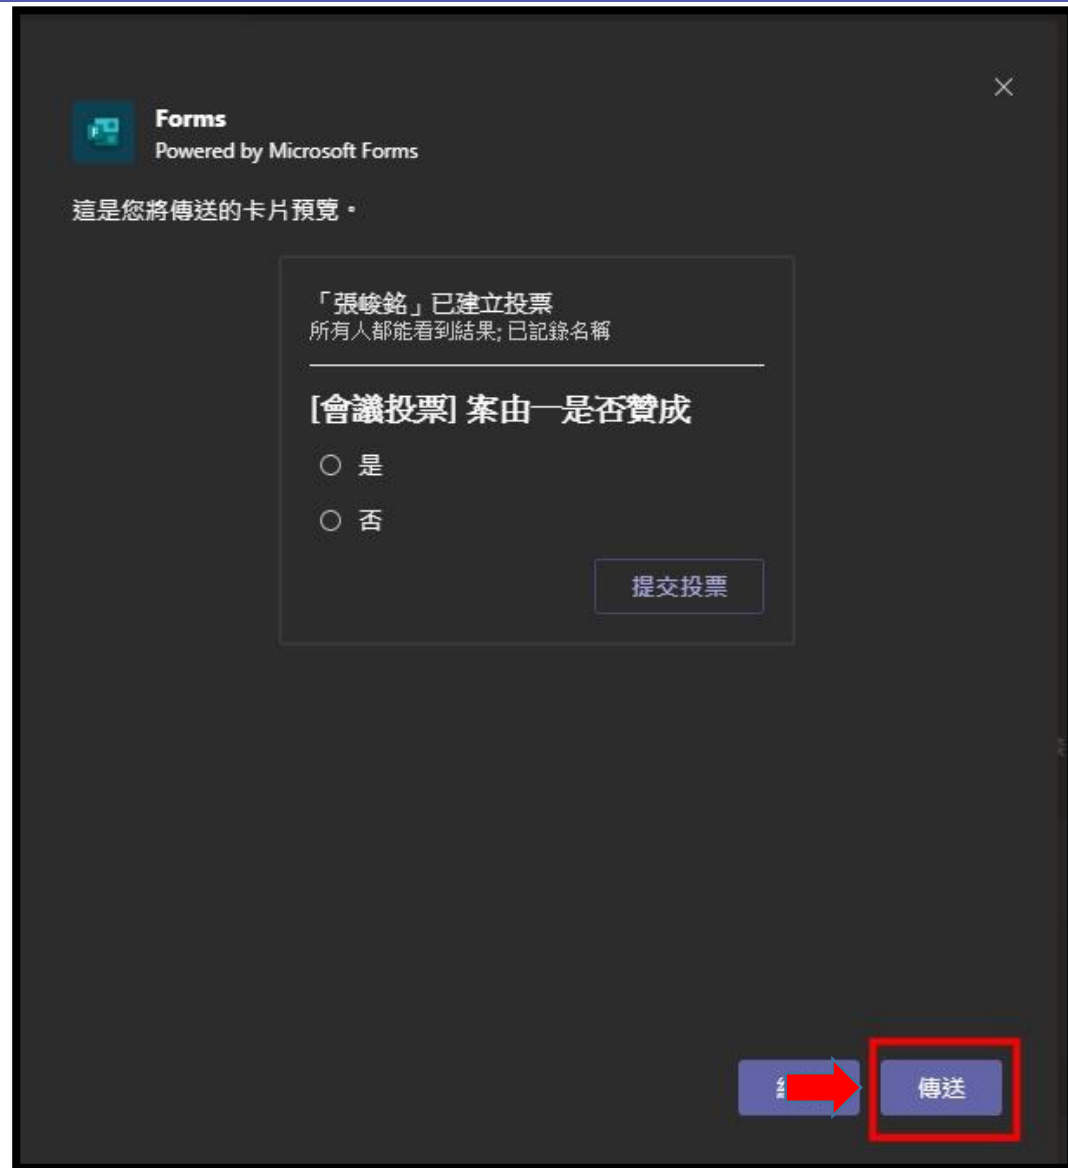 Forms
Powered by Microsoft Forms
這是您將傳送的卡片預覽。
「張峻銘」已建立投票
所有人都能看到結果; 已記錄名稱
[會議投票] 案由一是否贊成
是
否
提交投票
傳送